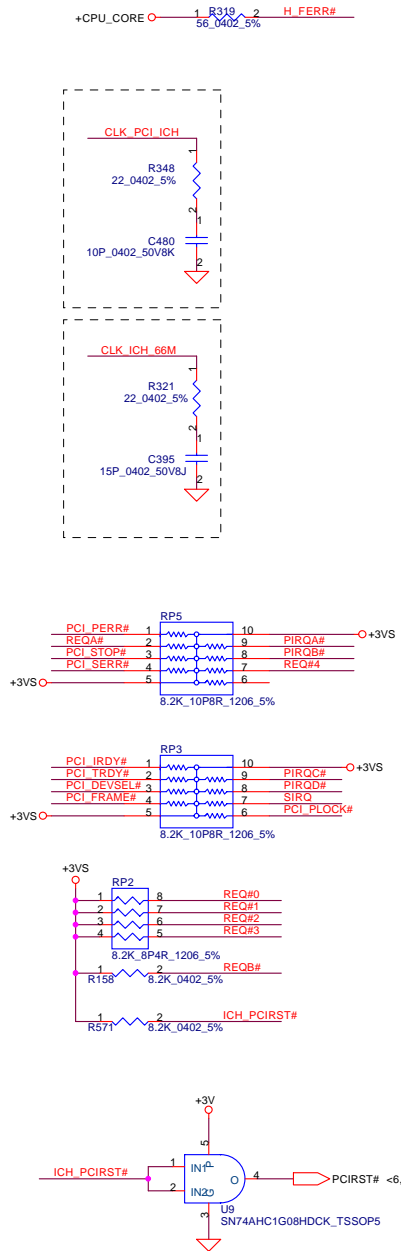 +CPU_CORE 1 R319 2 H_FERR#
56_0402_5%
CLK_PCI_ICH
1
R348
22_0402_5%
2
1
C480
10P_0402_50V8K
2
CLK_ICH_66M
1
R321
22_0402_5%
2
1
C395
15P_0402_50V8J
2
RP5
PCI_PERR# 1 10 +3VS
REQA# 2 9 PIRQA#
PCI_STOP# 3 8 PIRQB#
PCI_SERR# 4 7 REQ#4
+3VS 5 6
8.2K_10P8R_1206_5%
RP3
PCI_IRDY# 1 10 +3VS
PCI_TRDY# 2 9 PIRQC#
PCI_DEVSEL# 3 8 PIRQD#
PCI_FRAME# 4 7 SIRQ
+3VS 5 6 PCI_PLOCK#
8.2K_10P8R_1206_5%
+3VS
RP2
1 8 REQ#0
2 7 REQ#1
3 6 REQ#2
4 5 REQ#3
8.2K_8P4R_1206_5%
1 2 REQB#
R158 8.2K_0402_5%
1 2 ICH_PCIRST#
R571 8.2K_0402_5%
+3V
5
ICH_PCIRST# 1 IN1 P
O 4 PCIRST# <6,
2 IN2 G
3
U9
SN74AHC1G08HDCK_TSSOP5